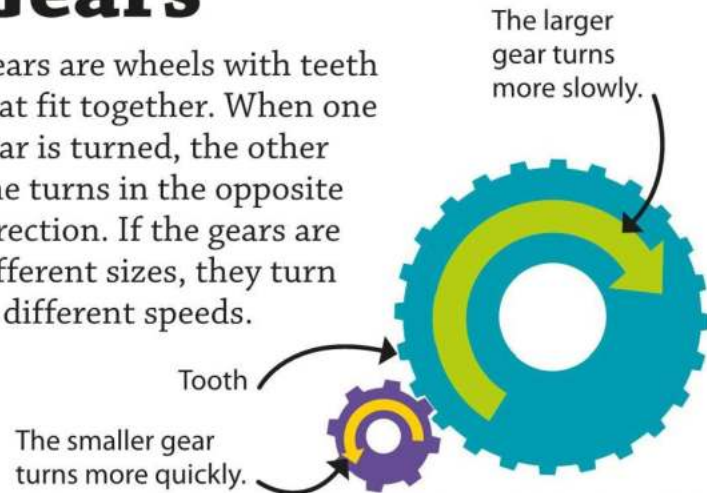 ears
ears are wheels with teeth
at fit together. When one
ar is turned, the other
ne turns in the opposite
rection. If the gears are
fferent sizes, they turn
different speeds.
The larger
gear turns
more slowly.
Tooth
The smaller gear
turns more quickly.